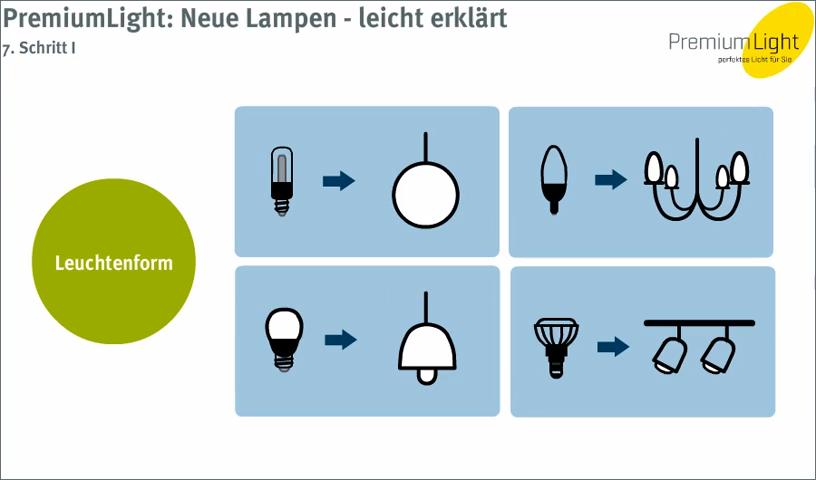 PremiumLight: Neue Lampen - leicht erklärt
7. Schritt I
PremiumLight
perfektes Licht für Sie
Leuchtenform